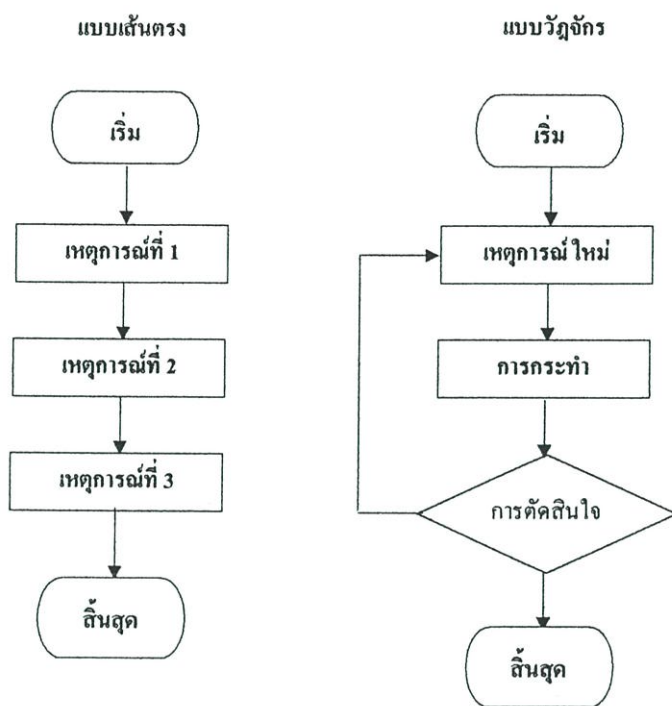 แบบเส้นตรง
เริ่ม
เหตุการณ์ที่ 1
เหตุการณ์ที่ 2
เหตุการณ์ที่ 3
สิ้นสุด
แบบวัฎจักร
เริ่ม
เหตุการณ์ ใหม่
การกระทำ
การตัดสินใจ
สิ้นสุด